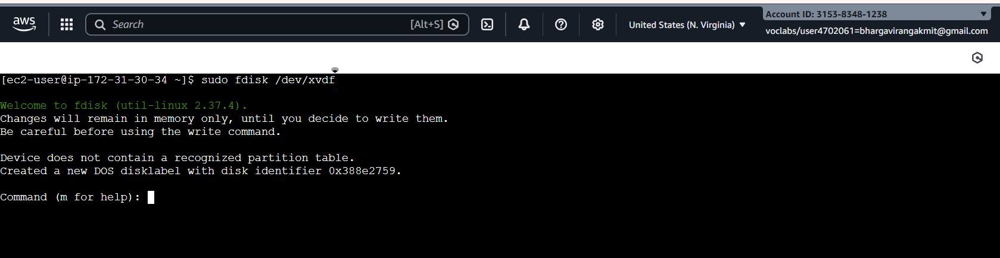 aws
Search
[Alt+S]
United States (N. Virginia)
Account ID: 3153-8348-1238
voclabs/user4702061=bhargavirangakmit@gmail.com
[ec2-user@ip-172-31-30-34 ~]$ sudo fdisk /dev/xvdf
Welcome to fdisk (util-linux 2.37.4).
Changes will remain in memory only, until you decide to write them.
Be careful before using the write command.
Device does not contain a recognized partition table.
Created a new DOS disklabel with disk identifier 0x388e2759.
Command (m for help):